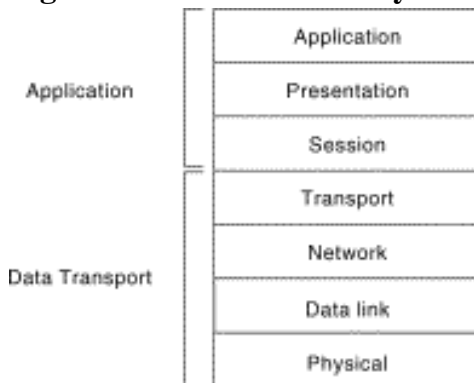 Application
Presentation
Application
Session
Transport
Network
Data Transport
Data link
Physical